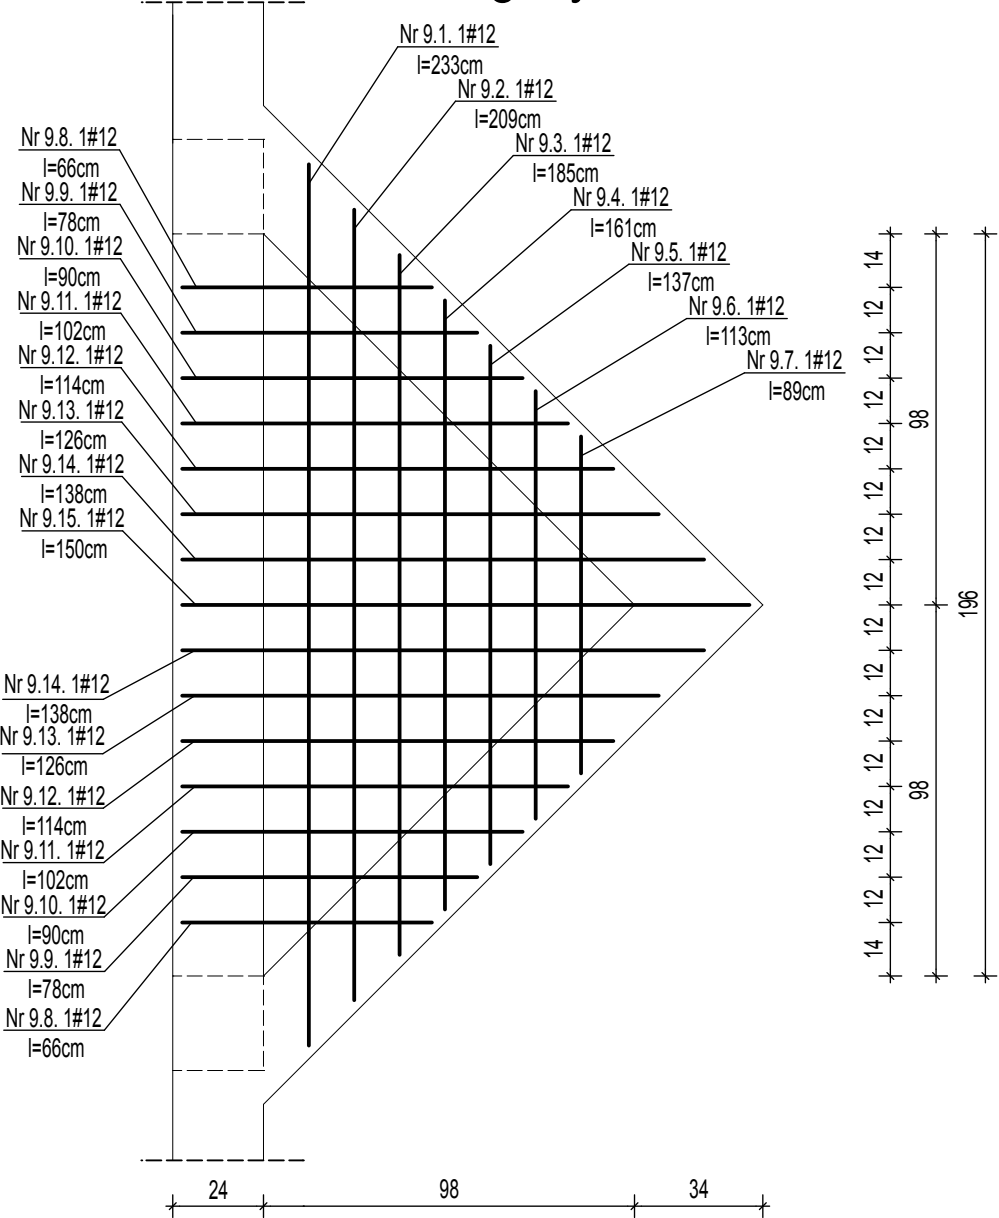 Nr 9.1. 1#12
l=233cm
Nr 9.2. 1#12
l=209cm
Nr 9.3. 1#12
l=185cm
Nr 9.4. 1#12
l=161cm
Nr 9.5. 1#12
l=137cm
Nr 9.6. 1#12
l=113cm
Nr 9.7. 1#12
l=89cm
Nr 9.8. 1#12
l=66cm
Nr 9.9. 1#12
l=78cm
Nr 9.10. 1#12
l=90cm
Nr 9.11. 1#12
l=102cm
Nr 9.12. 1#12
l=114cm
Nr 9.13. 1#12
l=126cm
Nr 9.14. 1#12
l=138cm
Nr 9.15. 1#12
l=150cm
Nr 9.14. 1#12
l=138cm
Nr 9.13. 1#12
l=126cm
Nr 9.12. 1#12
l=114cm
Nr 9.11. 1#12
l=102cm
Nr 9.10. 1#12
l=90cm
Nr 9.9. 1#12
l=78cm
Nr 9.8. 1#12
l=66cm
14
12
12
12
12
12
12
12
12
12
12
12
12
12
12
14
98
98
196
24
98
34